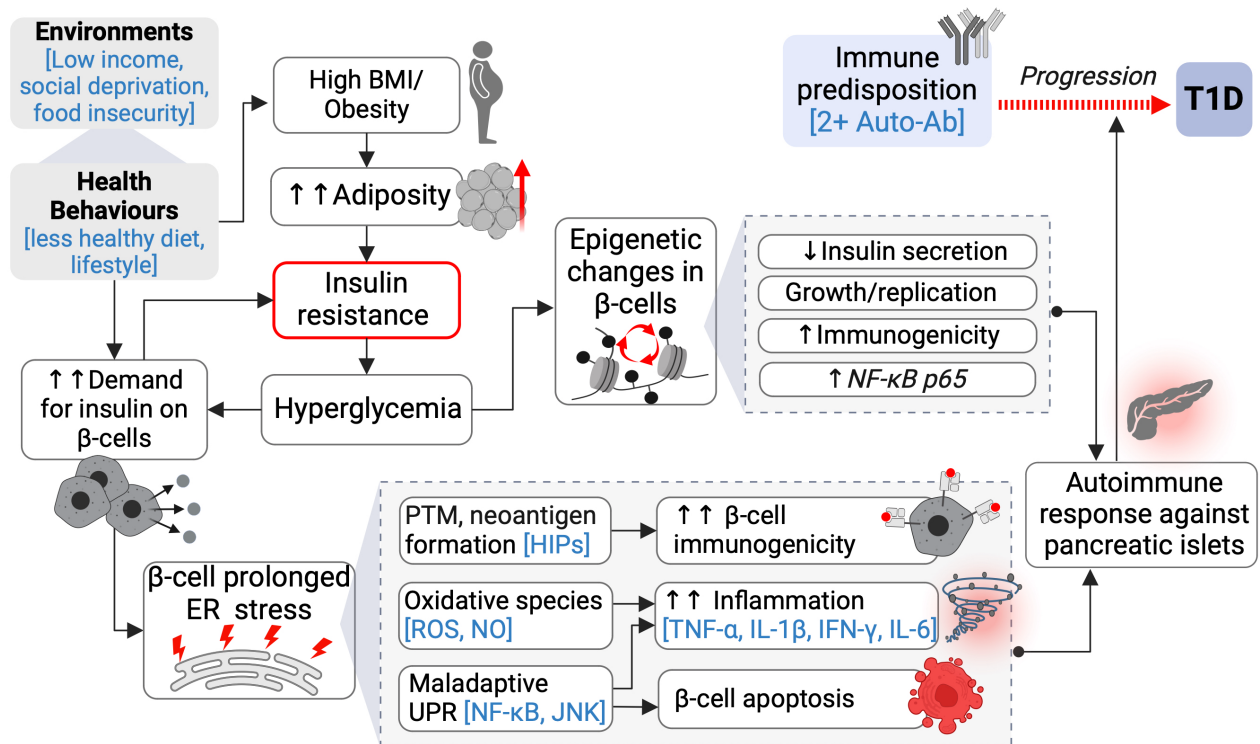 Environments
[Low income,
social deprivation,
food insecurity]
Health
Behaviours
[less healthy diet,
lifestyle]
High BMI/
Obesity
↑ ↑ Adiposity
Insulin
resistance
Hyperglycemia
↑ ↑ Demand
for insulin on
β-cells
Epigenetic
changes in
β-cells
↓ Insulin secretion
Growth/replication
↑ Immunogenicity
↑ NF-κB p65
Immune
predisposition
[2+ Auto-Ab]
Progression
T1D
Autoimmune
response against
pancreatic islets
β-cell prolonged
ER stress
PTM, neoantigen
formation [HIPs]
↑ ↑ β-cell
immunogenicity
Oxidative species
[ROS, NO]
↑ ↑ Inflammation
[TNF-α, IL-1β, IFN-γ, IL-6]
Maladaptive
UPR [NF-κB, JNK]
β-cell apoptosis